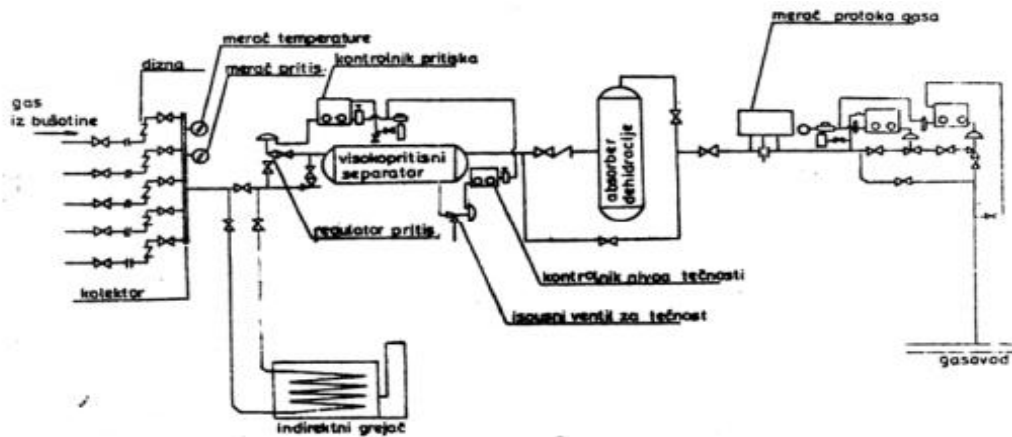 merač protoka gasa
merač temperature
kontrolnik pritiska
dizna
merač pritis.
gas
iz bušotine
visokopritisni
separator
absorber
dehidracije
regulator pritis.
kontrolnik nivoa tečnosti
kolektor
ispusni ventil za tečnost
gasovod
indirektni grejač